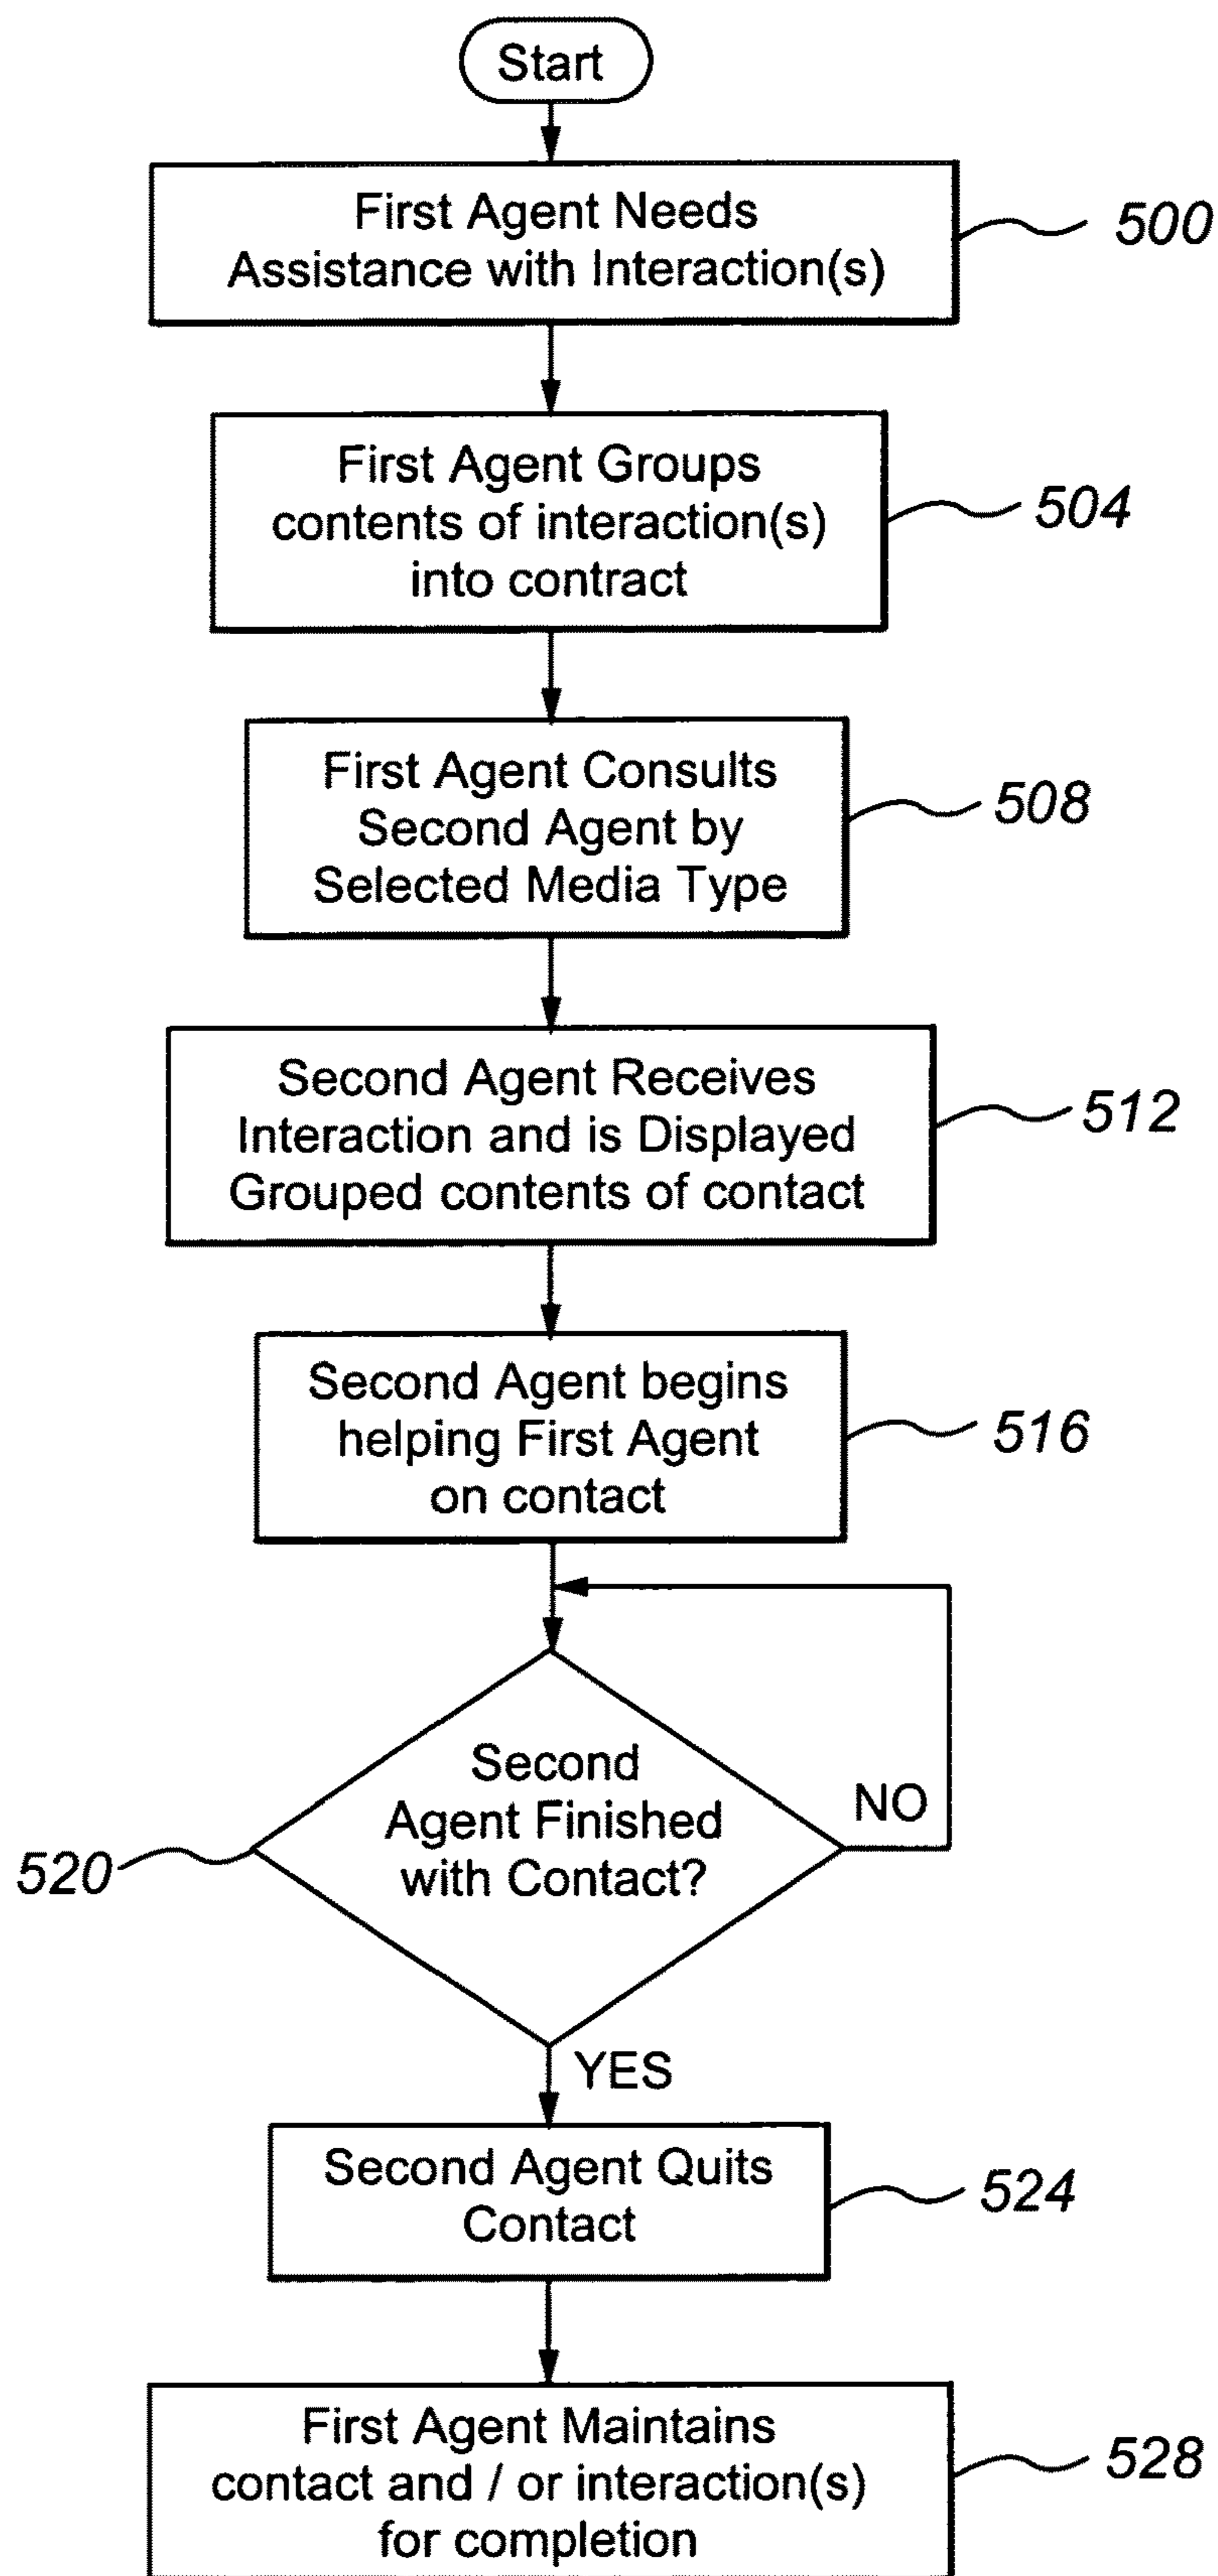 Start
First Agent Needs
Assistance with Interaction(s)
500
First Agent Groups
contents of interaction(s)
into contract
504
First Agent Consults
Second Agent by
Selected Media Type
508
Second Agent Receives
Interaction and is Displayed
Grouped contents of contact
512
Second Agent begins
helping First Agent
on contact
516
Second
Agent Finished
with Contact?
NO
520
YES
Second Agent Quits
Contact
524
First Agent Maintains
contact and / or interaction(s)
for completion
528